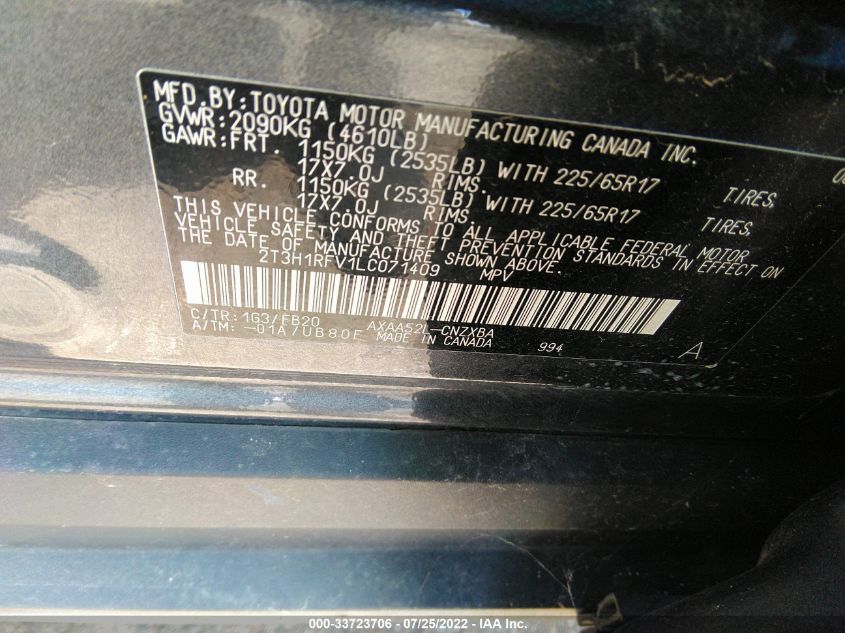 MFD.BY:TOYOTA MOTOR MANUFACTURING CANADA INC.
GVWR:2090KG (4610LB)
GAWR:FRT. 1150KG (2535LB) WITH 225/65R17 TIRES
17X7.0J RIMS.
RR. 1150KG (2535LB) WITH 225/65R17 TIRES,
17X7.0J RIMS.
THIS VEHICLE CONFORMS TO ALL APPLICABLE FEDERAL MOTOR
VEHICLE SAFETY AND THEFT PREVENTION STANDARDS IN EFFECT ON
THE DATE OF MANUFACTURE SHOWN ABOVE.
2T3H1RFV1LC071409 MPV
C/TR:1G3/FB20 AXAA52L-CNZXBA
A/TM:-01A/UB80F MADE IN CANADA 994 A
000-33723706 - 07/25/2022 - IAA Inc.